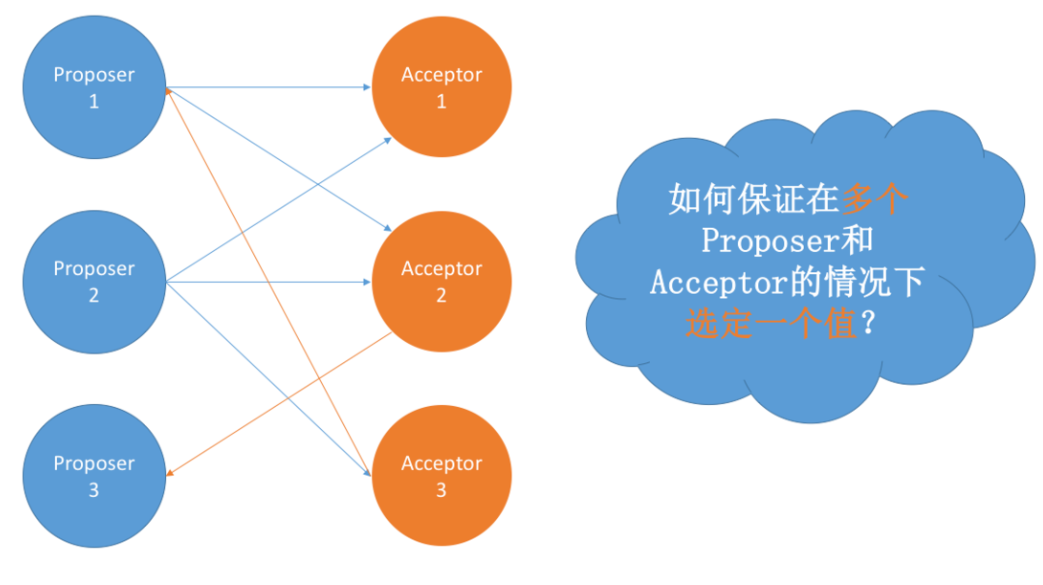 Proposer
1
Acceptor
1
Proposer
2
Acceptor
2
Proposer
3
Acceptor
3
如何保证在多个
Proposer和
Acceptor的情况下
选定一个值?